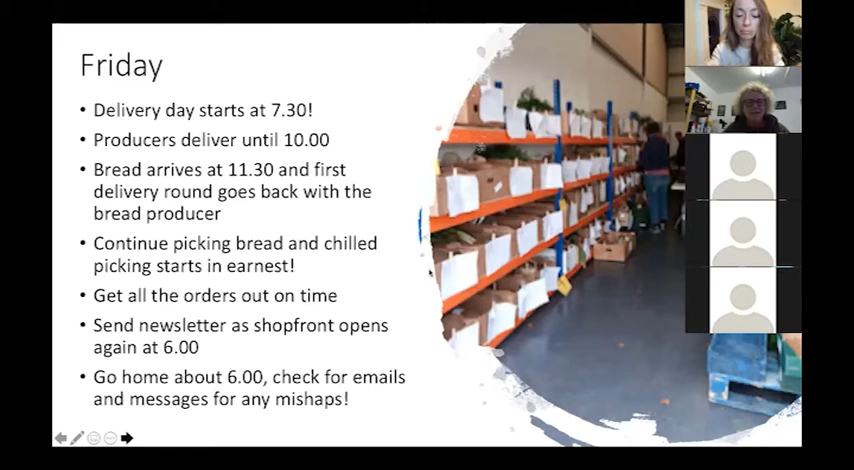 Friday
• Delivery day starts at 7.30!
• Producers deliver until 10.00
• Bread arrives at 11.30 and first
delivery round goes back with the
bread producer
• Continue picking bread and chilled
picking starts in earnest!
• Get all the orders out on time
• Send newsletter as shopfront opens
again at 6.00
• Go home about 6.00, check for emails
and messages for any mishaps!